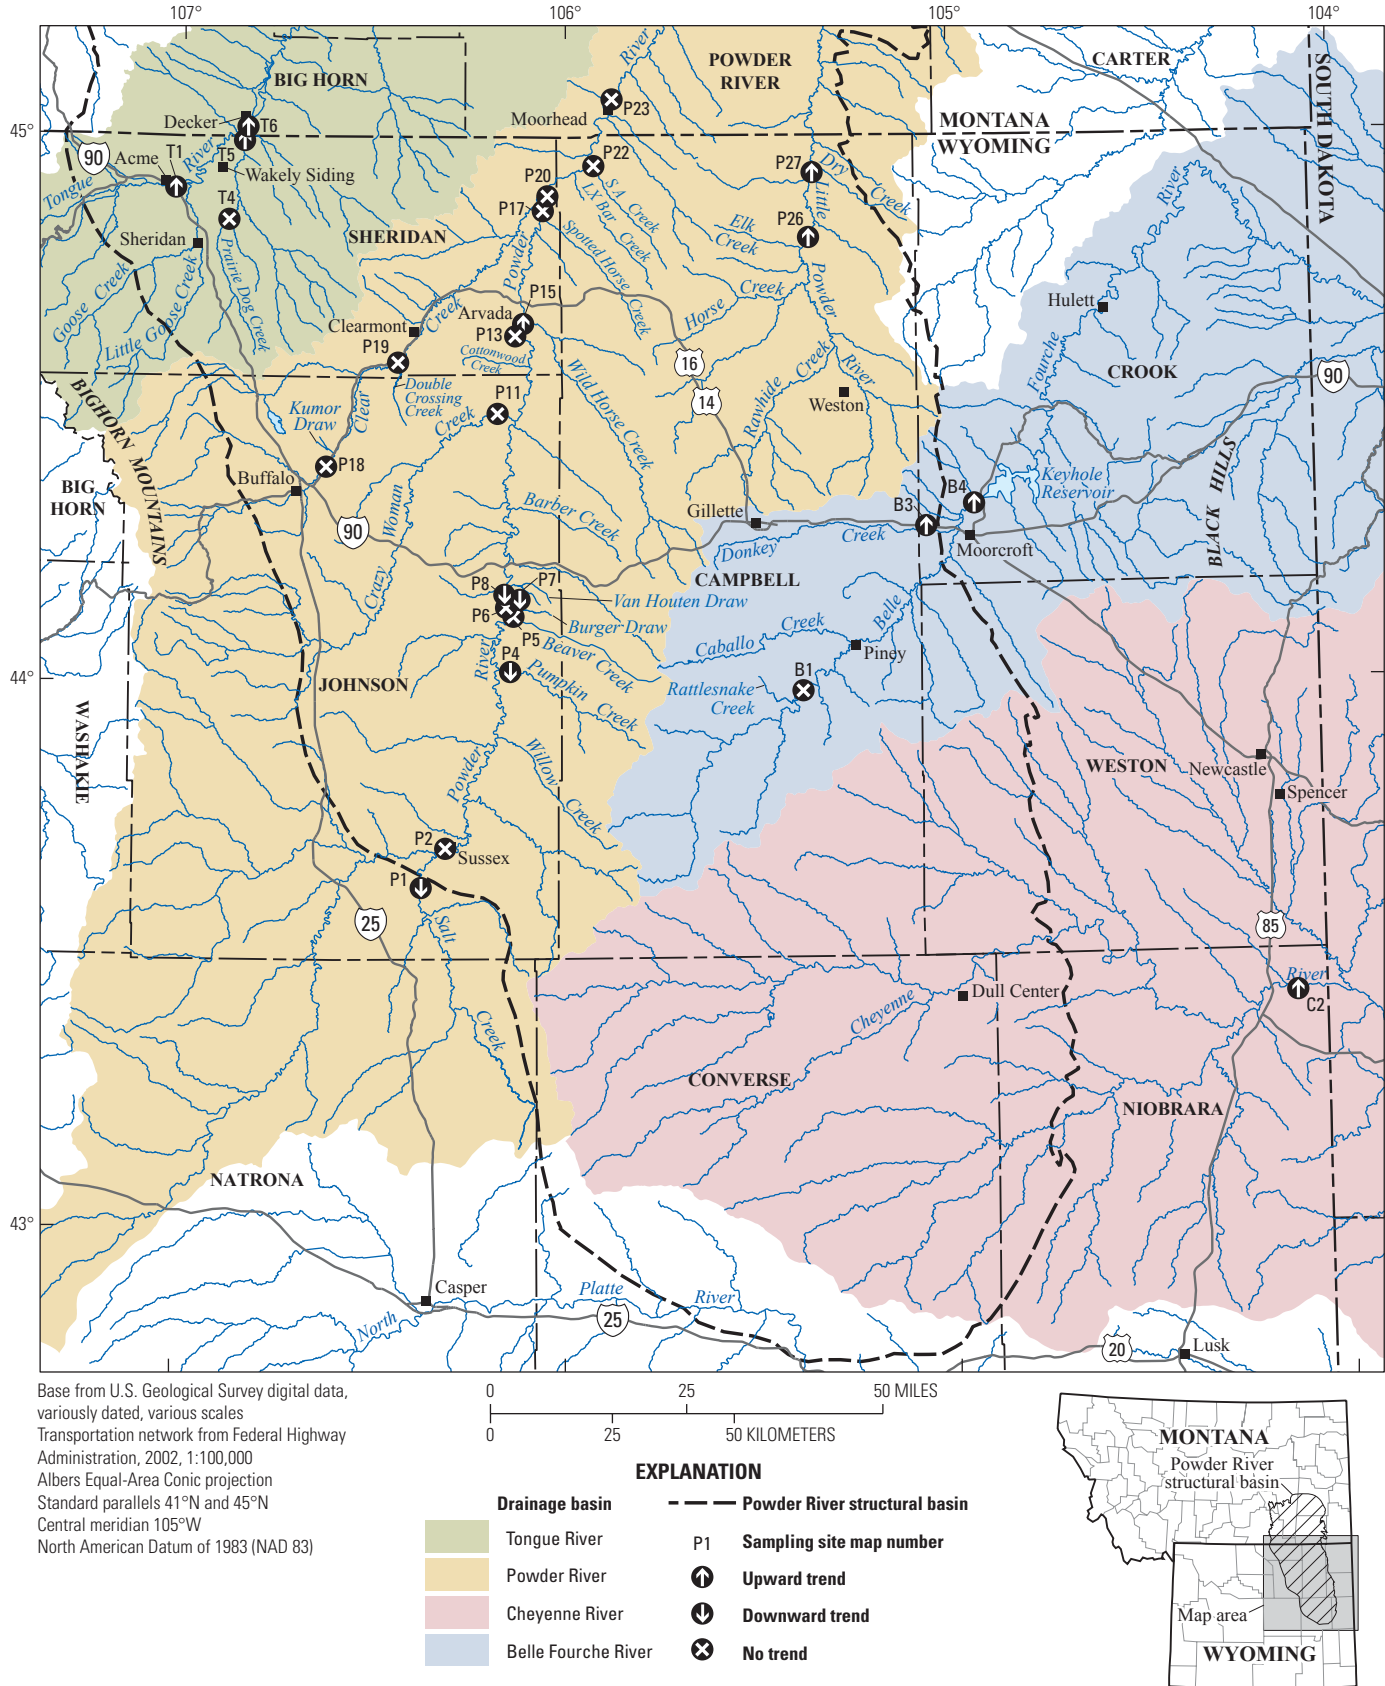 107°
106°
105°
104°
45°
44°
43°
BIG HORN
POWDER
RIVER
CARTER
SOUTH DAKOTA
MONTANA
WYOMING
River
Decker
T6
T5
T1
Acme
90
Tongue
River
Wakely Siding
T4
Sheridan
Goose Creek
Little Goose Creek
Prairie Dog Creek
SHERIDAN
Moorhead
P23
P22
P20
P17
SA Creek
LX Bar Creek
Spotted Horse Creek
Powder
P27
Dry
Creek
Little
P26
Elk
Creek
Powder
River
Horse
Creek
P15
Arvada
P13
Cottonwood
Creek
Clearmont
Creek
P19
Double
Crossing
Creek
P11
Creek
Wild Horse Creek
16
14
Rawhide Creek
Weston
River
Hulett
Fourche
CROOK
90
BIGHORN MOUNTAINS
BIG
HORN
Kumor
Draw
Clear
P18
Buffalo
90
Crazy Woman
Barber Creek
Gillette
Donkey
Creek
B3
B4
Keyhole
Reservoir
Moorcroft
BLACK HILLS
CAMPBELL
P8
P7
P6
P5
P4
Van Houten Draw
Burger Draw
Beaver Creek
Pumpkin Creek
River
Caballo
Creek
Belle
Piney
B1
Rattlesnake
Creek
JOHNSON
WASHAKIE
Willow Creek
Powder
P2
Sussex
P1
Salt
Creek
25
WESTON
Newcastle
Spencer
85
River
C2
Dull Center
Cheyenne
CONVERSE
NIOBRARA
NATRONA
Casper
North
Platte
River
25
20
Lusk
Base from U.S. Geological Survey digital data,
variously dated, various scales
Transportation network from Federal Highway
Administration, 2002, 1:100,000
Albers Equal-Area Conic projection
Standard parallels 41°N and 45°N
Central meridian 105°W
North American Datum of 1983 (NAD 83)
0 25 50 MILES
0 25 50 KILOMETERS
EXPLANATION
Drainage basin
Tongue River
Powder River
Cheyenne River
Belle Fourche River
Powder River structural basin
P1 Sampling site map number
Upward trend
Downward trend
No trend
MONTANA
Powder River
structural basin
Map area
WYOMING